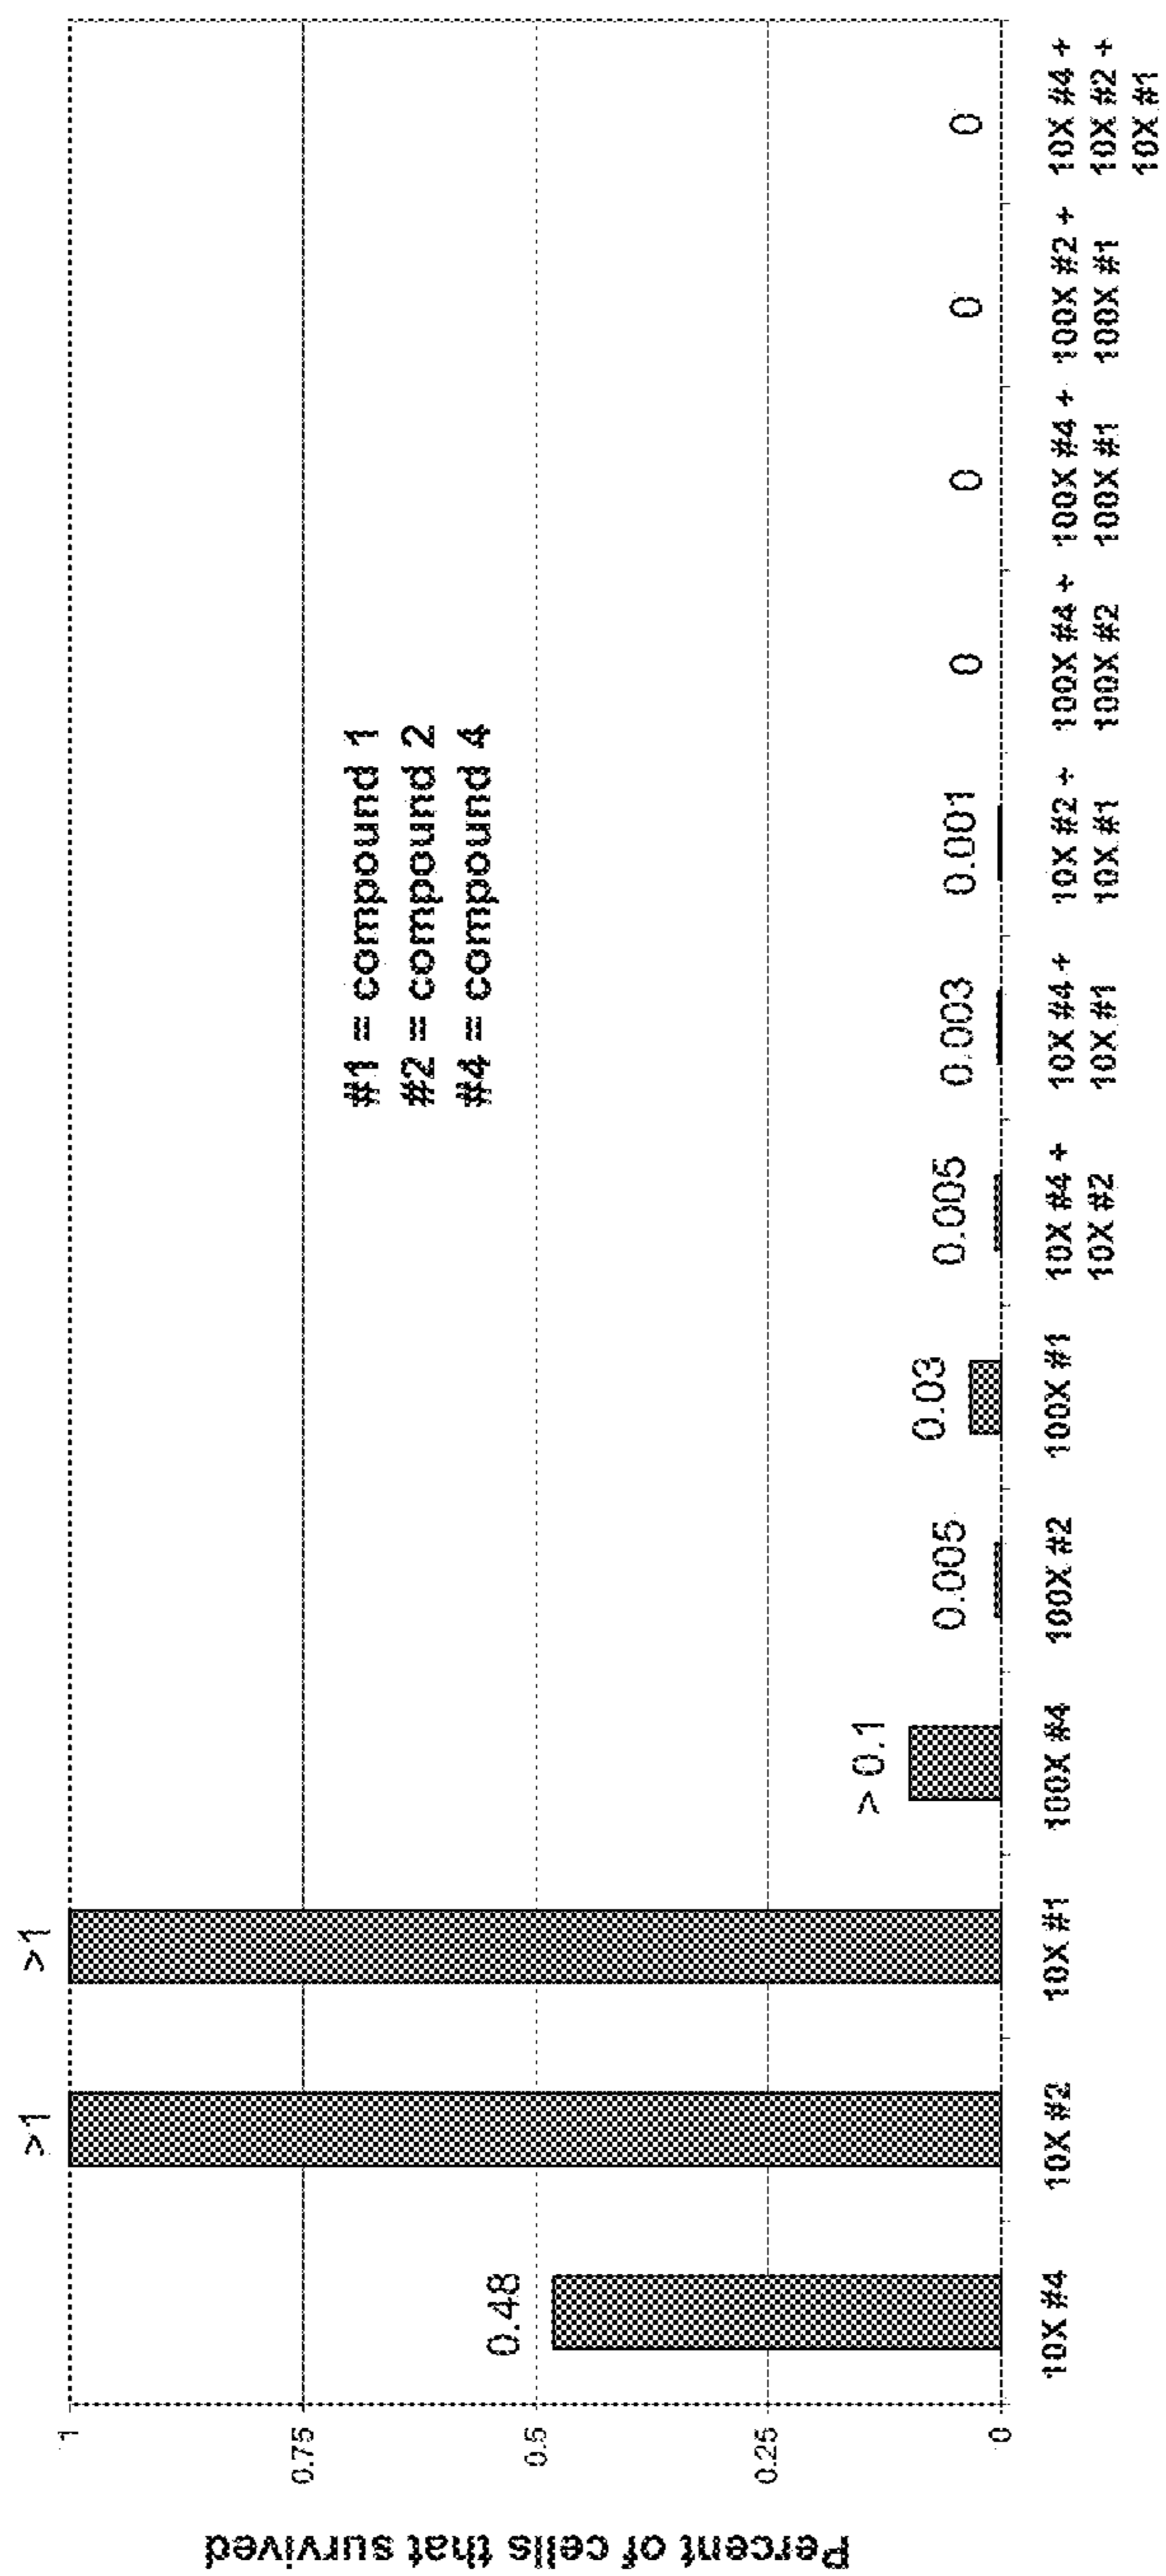 Percent of cells that survived
1
0.75
0.5
0.25
0
0.48
>1
>1
>0.1
0.005
0.03
0.005
0.003
0.001
0
0
0
0
#1 = compound 1
#2 = compound 2
#4 = compound 4
10X #4
10X #2
10X #1
100X #4
100X #2
100X #1
10X #4 +
10X #2
10X #4 +
10X #1
10X #2 +
10X #1
100X #4 +
100X #2
100X #4 +
100X #1
100X #2 +
100X #1
10X #4 +
10X #2 +
10X #1